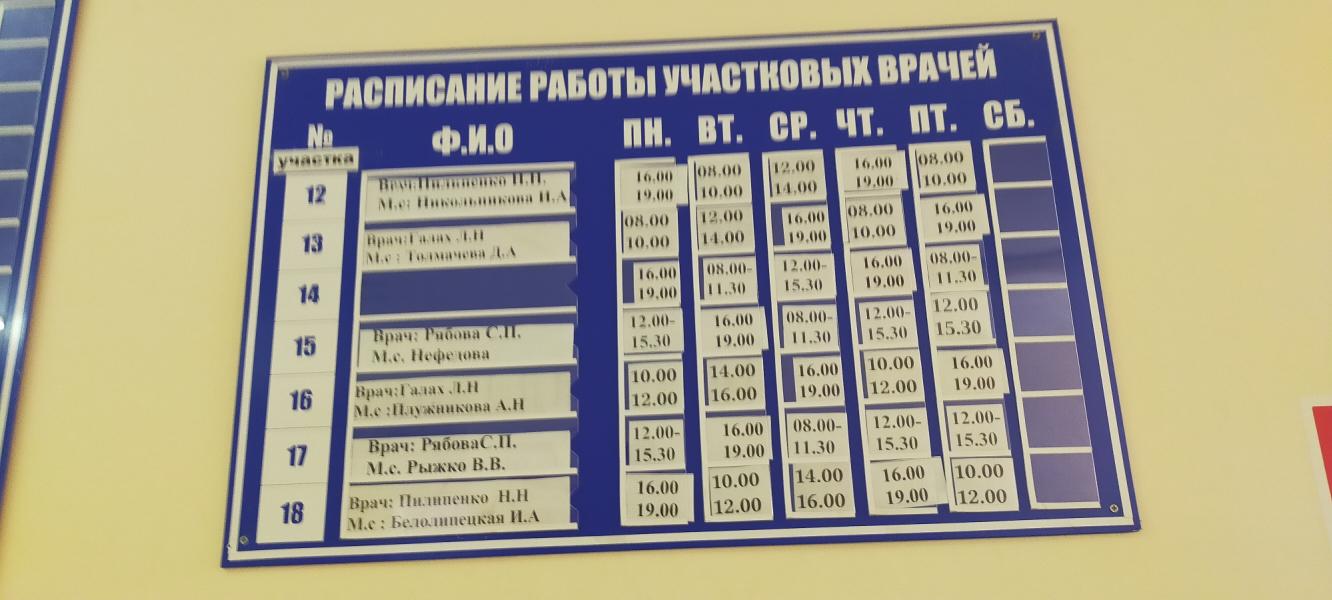 РАСПИСАНИЕ РАБОТЫ УЧАСТКОВЫХ ВРАЧЕЙ
№ участка Ф.И.О ПН. ВТ. СР. ЧТ. ПТ. СБ.
12 Врач:Пилипенко Н.Н. 16.00 08.00 12.00 16.00 08.00
М.с: Никольникова И.А 19.00 10.00 14.00 19.00 10.00
13 Врач:Галах Л.Н 08.00 12.00 16.00 08.00 16.00
М.с : Толмачева Д.А 10.00 14.00 19.00 10.00 19.00
14 16.00 08.00- 12.00- 16.00 08.00-
19.00 11.30 15.30 19.00 11.30
15 Врач: Рябова С.П. 12.00- 16.00 08.00- 12.00- 12.00
М.с. Нефедова 15.30 19.00 11.30 15.30 15.30
16 Врач:Галах Л.Н 10.00 14.00 16.00 10.00 16.00
М.с :Плужникова А.Н 12.00 16.00 19.00 12.00 19.00
17 Врач: РябоваС.П. 12.00- 16.00 08.00- 12.00- 12.00-
М.с. Рыжко В.В. 15.30 19.00 11.30 15.30 15.30
18 Врач: Пилипенко Н.Н 16.00 10.00 14.00 16.00 10.00
М.с : Белолипецкая И.А 19.00 12.00 16.00 19.00 12.00